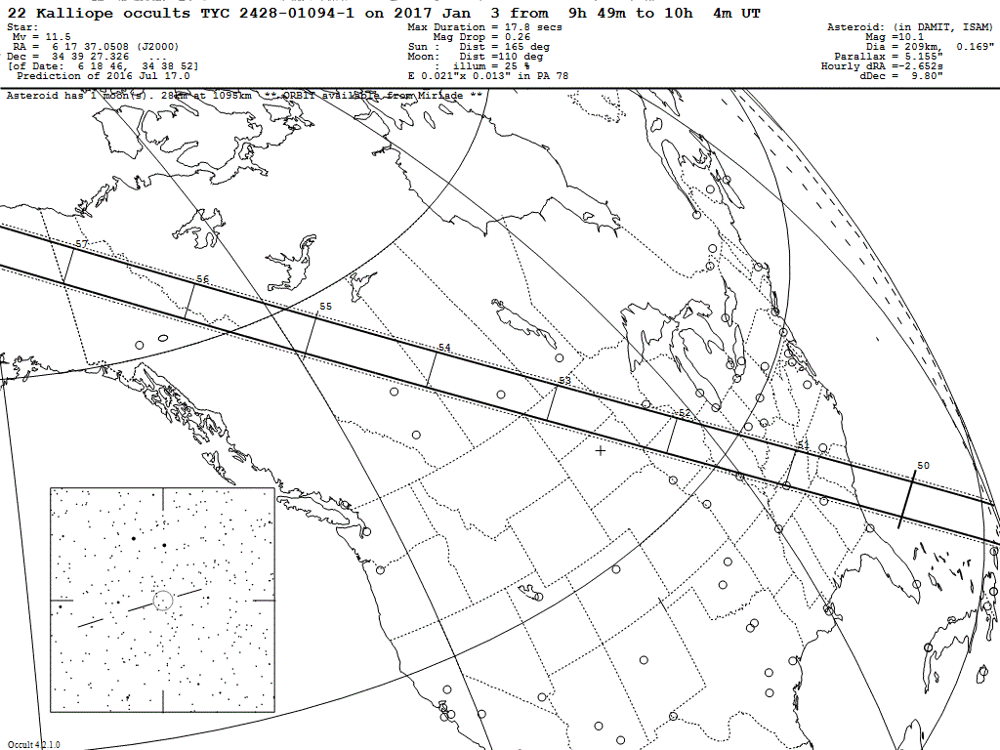 22 Kalliope occults TYC 2428-01094-1 on 2017 Jan  3 from  9h 49m to 10h  4m UT
Star:
Mv = 11.5
RA =  6 17 37.0508 (J2000)
Dec =  34 39 27.326   ...
[of Date:  6 18 46,  34 38 52]
Prediction of 2016 Jul 17.0
Max Duration = 17.8 secs
Mag Drop = 0.26
Sun :   Dist = 165 deg
Moon:   Dist =110 deg
:  illum = 25 %
E 0.021"x 0.013" in PA 78
Asteroid: (in DAMIT, ISAM)
Mag =10.1
Dia = 209km,  0.169"
Parallax = 5.155"
Hourly dRA =-2.652s
dDec =  9.80"
Asteroid has 1 moon(s). 28km at 1095km  ** ORBIT available from Miriade **
57
56
55
54
53
52
51
50
Occult 4.2.1.0